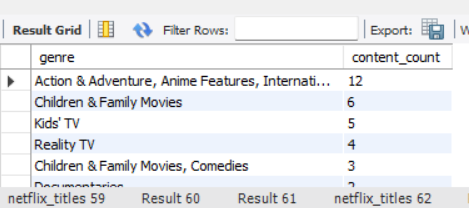 Result Grid Filter Rows: Export: W
genre content_count
Action & Adventure, Anime Features, Internati... 12
Children & Family Movies 6
Kids' TV 5
Reality TV 4
Children & Family Movies, Comedies 3
Documentaries
netflix_titles 59 Result 60 Result 61 netflix_titles 62